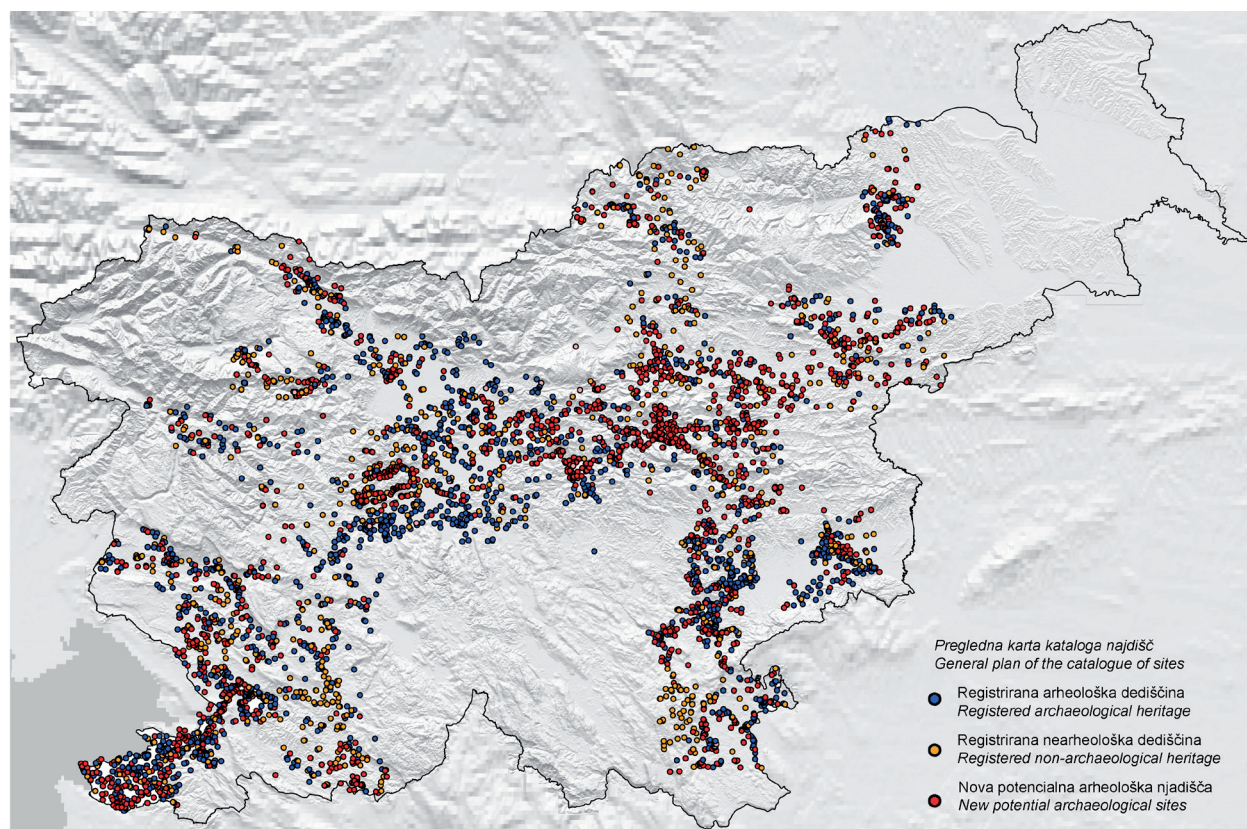 Pregledna karta kataloga najdišč
General plan of the catalogue of sites
Registrirana arheološka dediščina
Registered archaeological heritage
Registrirana nearheološka dediščina
Registered non-archaeological heritage
Nova potencialna arheološka njadišča
New potential archaeological sites